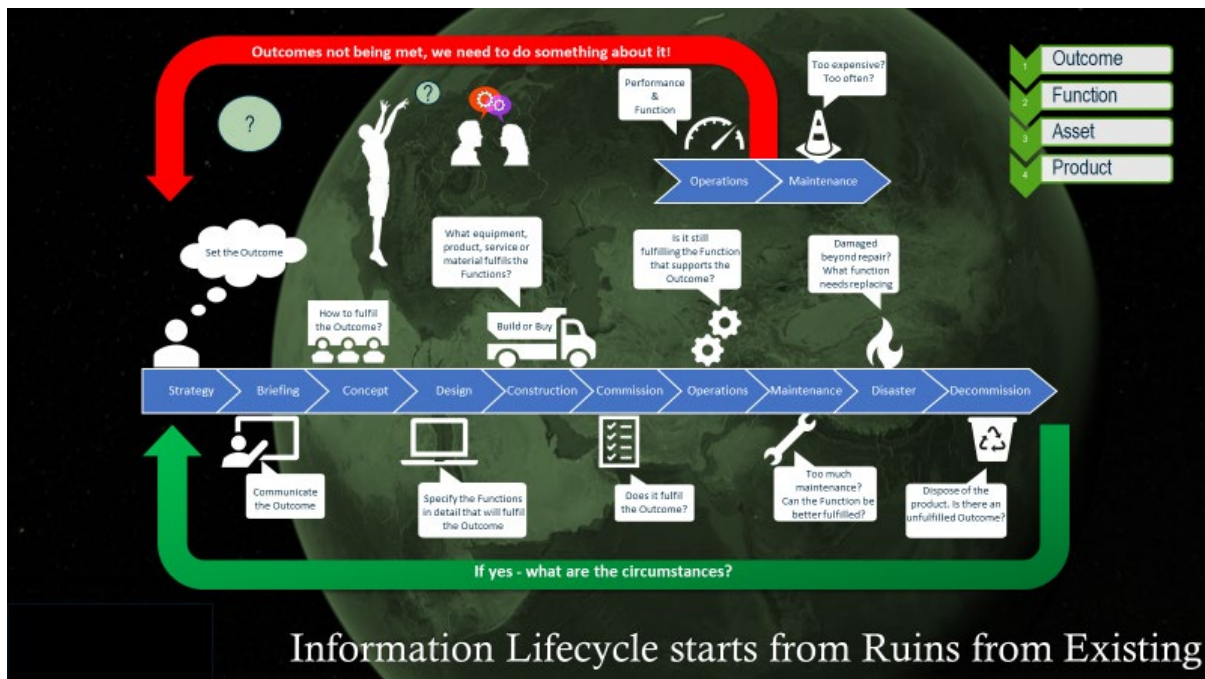 Outcomes not being met, we need to do something about it!
Too expensive?
Too often?
Performance
&
Function
?
?
1
Outcome
2
Function
3
Asset
4
Product
Operations
Maintenance
Set the Outcome
What equipment,
product, service or
material fulfils the
Functions?
Is it still
fulfilling the Function
that supports the
Outcome?
Damaged
beyond repair?
What function
needs replacing
How to fulfill
the Outcome?
Build or Buy
Strategy
Briefing
Concept
Design
Construction
Commission
Operations
Maintenance
Disaster
Decommission
Communicate
the Outcome
Specify the Functions
in detail that will fulfil
the Outcome
Does it fulfil
the Outcome?
Too much
maintenance?
Can the Function be
better fulfilled?
Dispose of the
product. Is there an
unfulfilled Outcome?
If yes - what are the circumstances?
Information Lifecycle starts from Ruins from Existing